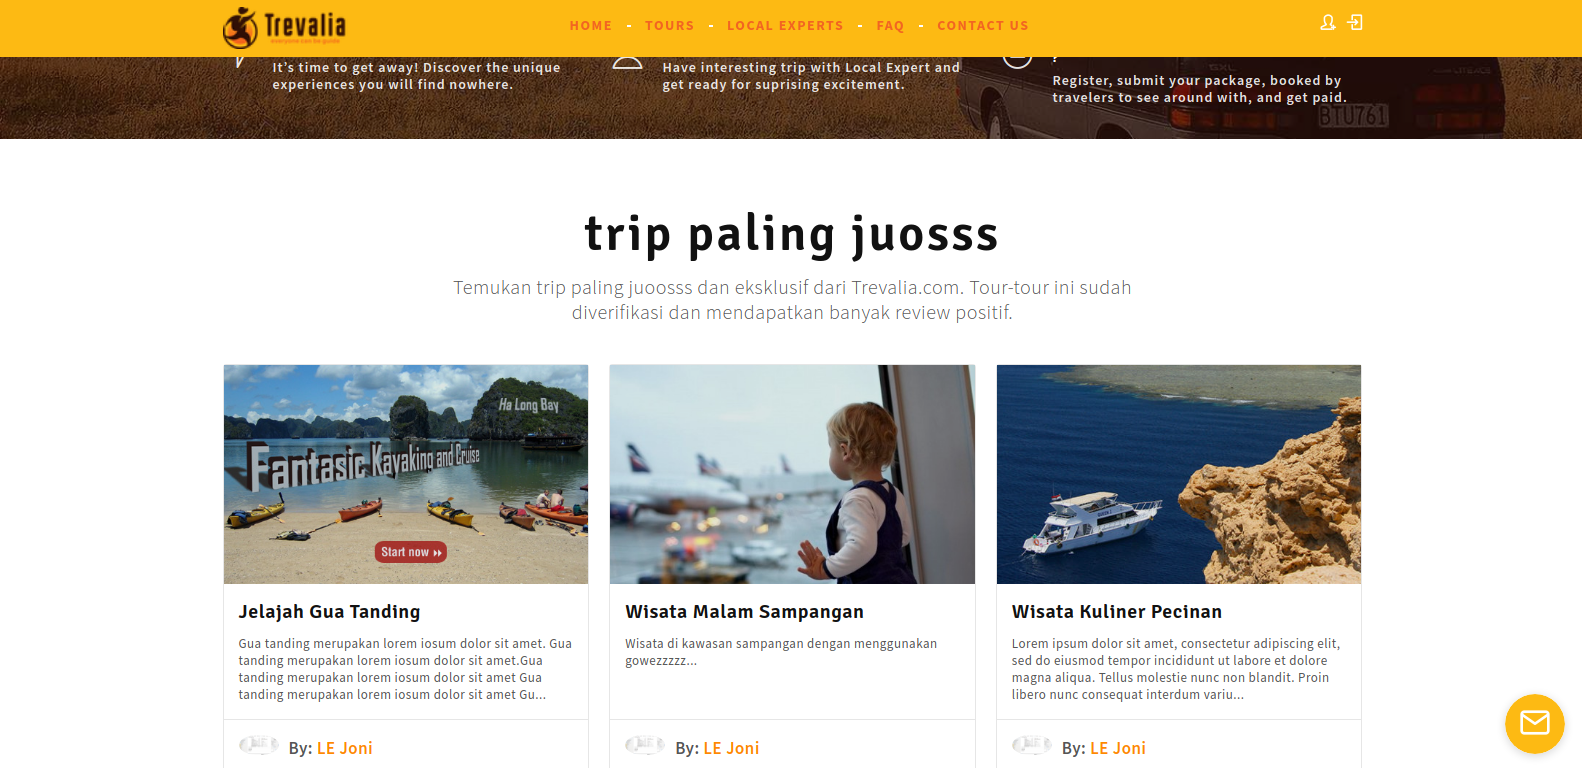 Trevalia
everyone can be guide
HOME - TOURS - LOCAL EXPERTS - FAQ - CONTACT US
It's time to get away! Discover the unique
experiences you will find nowhere.
Have interesting trip with Local Expert and
get ready for suprising excitement.
?
Register, submit your package, booked by
travelers to see around with, and get paid.
BTU761
trip paling juosss
Temukan trip paling juoosss dan eksklusif dari Trevalia.com. Tour-tour ini sudah
diverifikasi dan mendapatkan banyak review positif.
Ha Long Bay
Fantasic Kayaking and Cruise
Start now
Jelajah Gua Tanding
Gua tanding merupakan lorem iosum dolor sit amet. Gua
tanding merupakan lorem iosum dolor sit amet.Gua
tanding merupakan lorem iosum dolor sit amet Gua
tanding merupakan lorem iosum dolor sit amet Gu...
By: LE Joni
Wisata Malam Sampangan
Wisata di kawasan sampangan dengan menggunakan
gowezzzzz...
By: LE Joni
Wisata Kuliner Pecinan
Lorem ipsum dolor sit amet, consectetur adipiscing elit,
sed do eiusmod tempor incididunt ut labore et dolore
magna aliqua. Tellus molestie nunc non blandit. Proin
libero nunc consequat interdum variu...
By: LE Joni